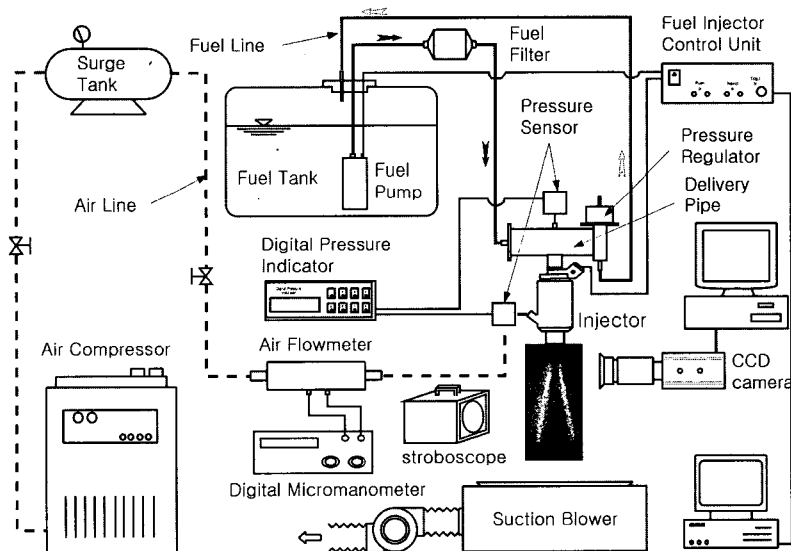 Surge
Tank
Fuel Line
Fuel
Filter
Fuel Injector
Control Unit
Pressure
Sensor
Pressure
Regulator
Fuel Tank
Fuel
Pump
Delivery
Pipe
Air Line
Digital Pressure
Indicator
Injector
Air Compressor
Air Flowmeter
CCD
camera
stroboscope
Digital Micromanometer
Suction Blower